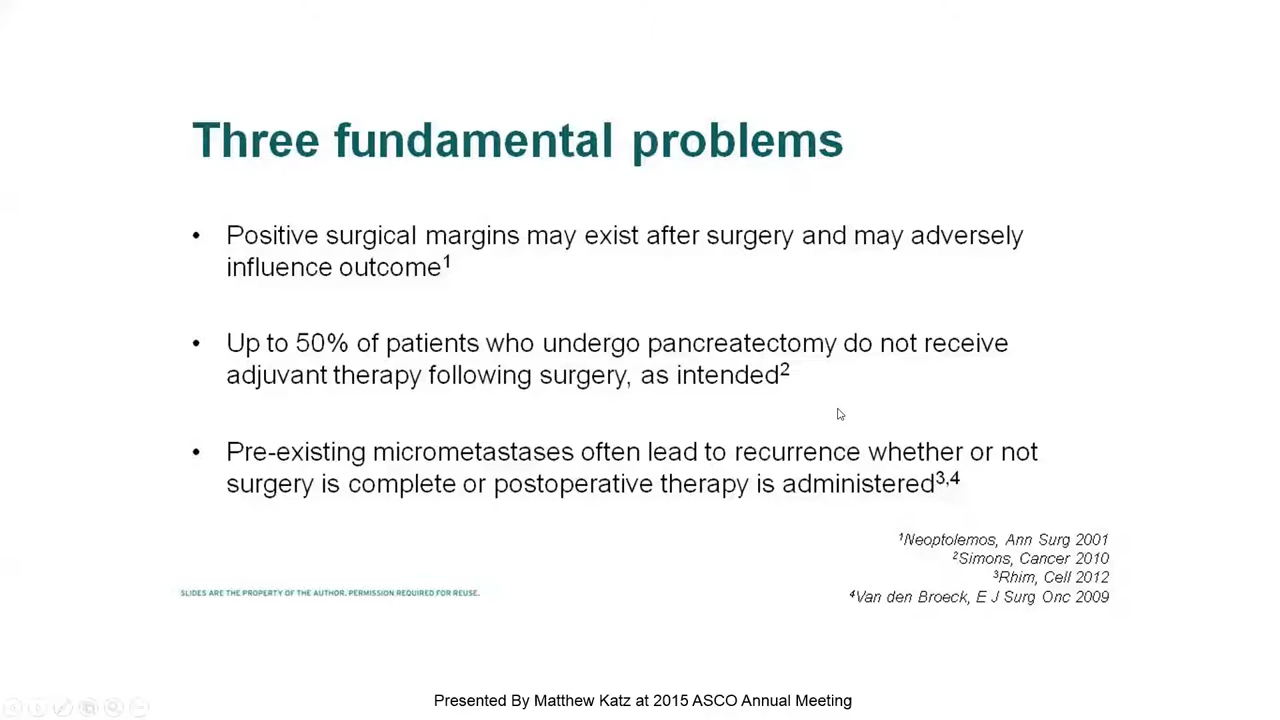 Three fundamental problems
• Positive surgical margins may exist after surgery and may adversely
influence outcome¹
• Up to 50% of patients who undergo pancreatectomy do not receive
adjuvant therapy following surgery, as intended²
• Pre-existing micrometastases often lead to recurrence whether or not
surgery is complete or postoperative therapy is administered³,⁴
¹Neoptolemos, Ann Surg 2001
²Simons, Cancer 2010
³Rhim, Cell 2012
⁴Van den Broeck, E J Surg Onc 2009
SLIDES ARE THE PROPERTY OF THE AUTHOR. PERMISSION REQUIRED FOR REUSE.
Presented By Matthew Katz at 2015 ASCO Annual Meeting